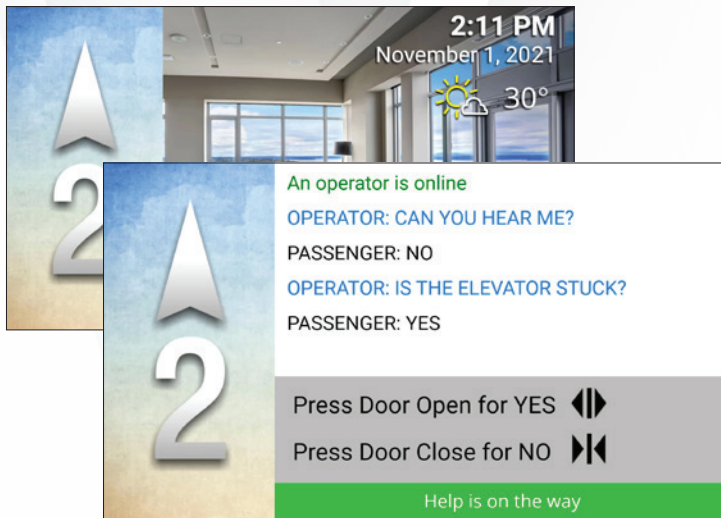 2:11 PM
November 1, 2021
30°
2
An operator is online
OPERATOR: CAN YOU HEAR ME?
PASSENGER: NO
OPERATOR: IS THE ELEVATOR STUCK?
PASSENGER: YES
2
Press Door Open for YES
Press Door Close for NO
Help is on the way